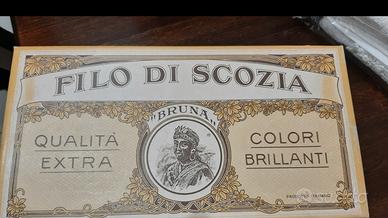 FILO DI SCOZIA
"BRUNA"
QUALITÀ
EXTRA
COLORI
BRILLANTI